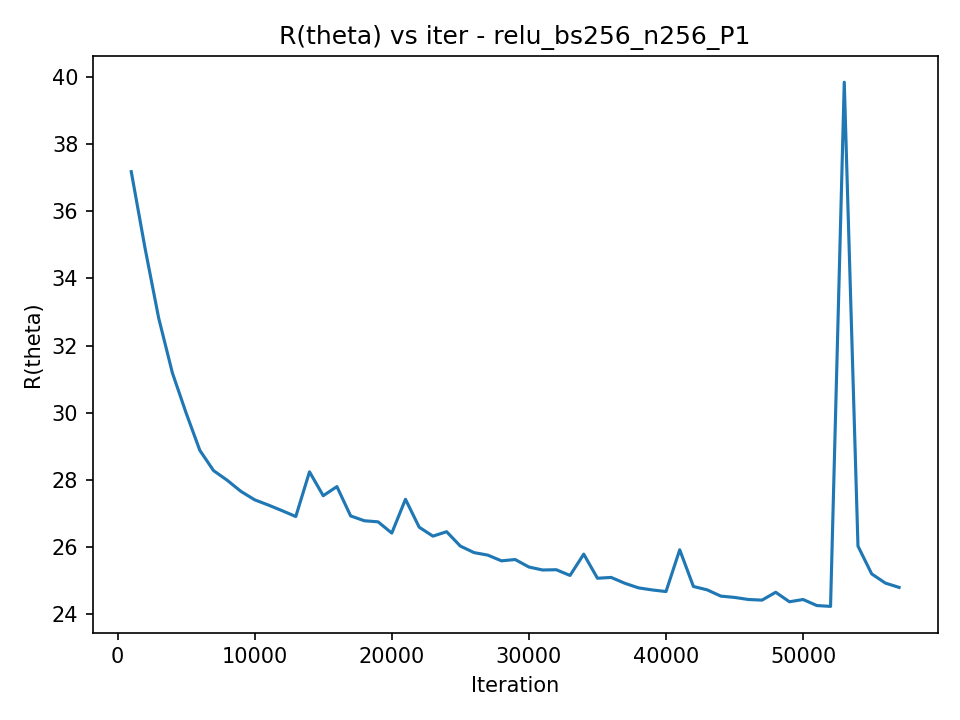 R(theta) vs iter - relu_bs256_n256_P1
40
38
36
34
32
30
28
26
24
R(theta)
0 10000 20000 30000 40000 50000
Iteration